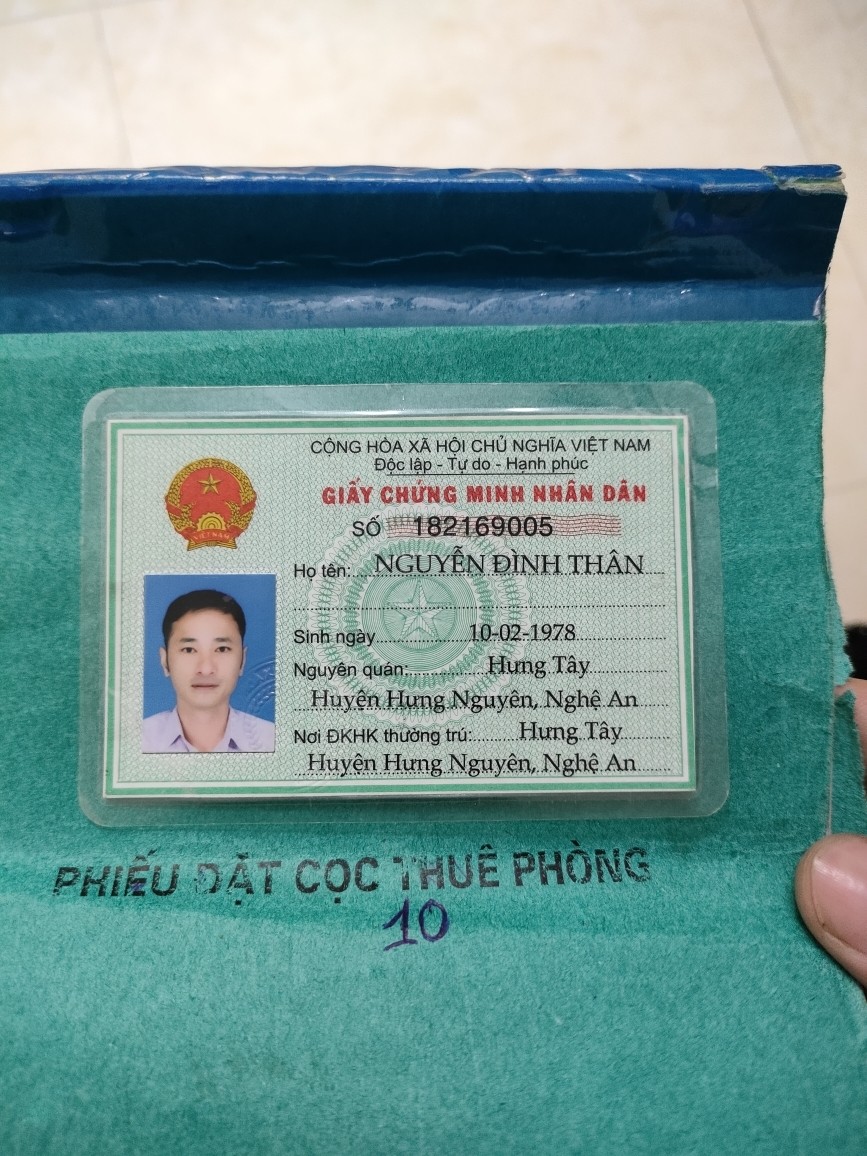 CỘNG HÒA XÃ HỘI CHỦ NGHĨA VIỆT NAM
Độc lập - Tự do - Hạnh phúc
GIẤY CHỨNG MINH NHÂN DÂN
SỐ 182169005
Họ tên: NGUYỄN ĐÌNH THÂN
Sinh ngày 10-02-1978
Nguyên quán: Hưng Tây
Huyện Hưng Nguyên, Nghệ An
Nơi ĐKHK thường trú: Hưng Tây
Huyện Hưng Nguyên, Nghệ An
VIỆT NAM
PHIẾU ĐẶT CỌC THUÊ PHÒNG
10